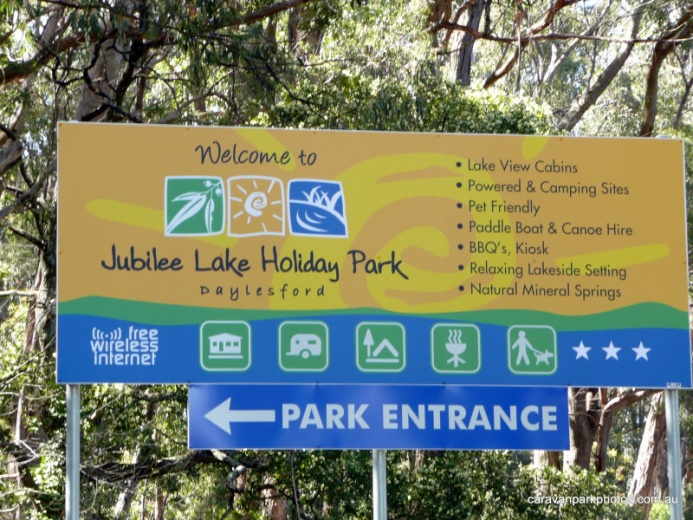 Welcome to
Jubilee Lake Holiday Park
Daylesford
• Lake View Cabins
• Powered & Camping Sites
• Pet Friendly
• Paddle Boat & Canoe Hire
• BBQ's, Kiosk
• Relaxing Lakeside Setting
• Natural Mineral Springs
free
wireless
internet
PARK ENTRANCE
caravanparkphotos.com.au